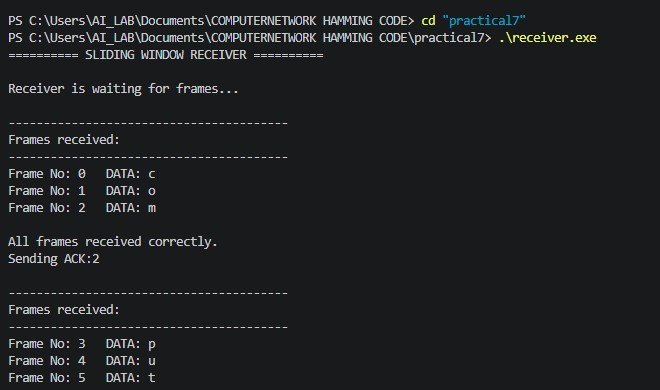 PS C:\Users\AI_LAB\Documents\COMPUTERNETWORK HAMMING CODE> cd "practical7"
PS C:\Users\AI_LAB\Documents\COMPUTERNETWORK HAMMING CODE\practical7> .\receiver.exe
========== SLIDING WINDOW RECEIVER ==========
Receiver is waiting for frames...
----------------------------------------
Frames received:
----------------------------------------
Frame No: 0   DATA: c
Frame No: 1   DATA: o
Frame No: 2   DATA: m
All frames received correctly.
Sending ACK:2
----------------------------------------
Frames received:
----------------------------------------
Frame No: 3   DATA: p
Frame No: 4   DATA: u
Frame No: 5   DATA: t